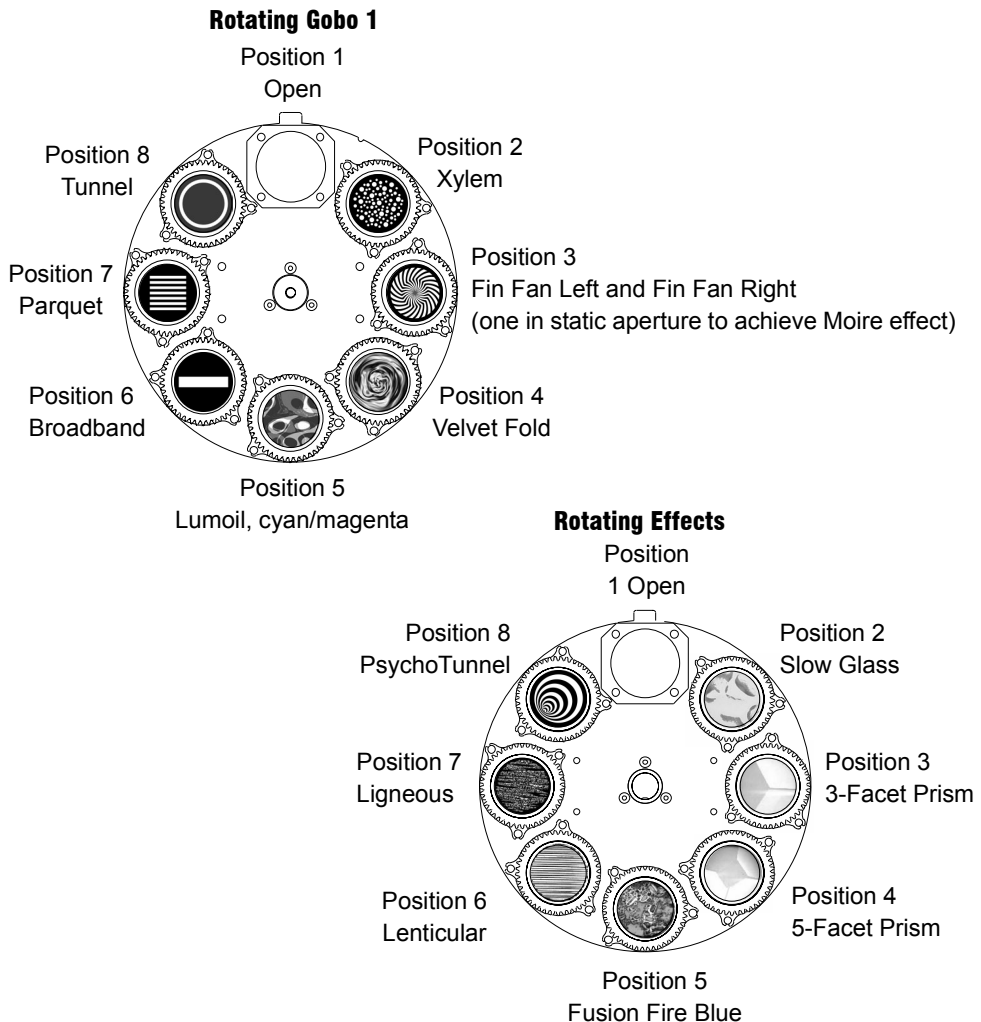 Rotating Gobo 1
Position 1
Open
Position 2
Xylem
Position 3
Fin Fan Left and Fin Fan Right
(one in static aperture to achieve Moire effect)
Position 4
Velvet Fold
Position 5
Lumoil, cyan/magenta
Position 6
Broadband
Position 7
Parquet
Position 8
Tunnel
Rotating Effects
Position
1 Open
Position 2
Slow Glass
Position 3
3-Facet Prism
Position 4
5-Facet Prism
Position 5
Fusion Fire Blue
Position 6
Lenticular
Position 7
Ligneous
Position 8
PsychoTunnel